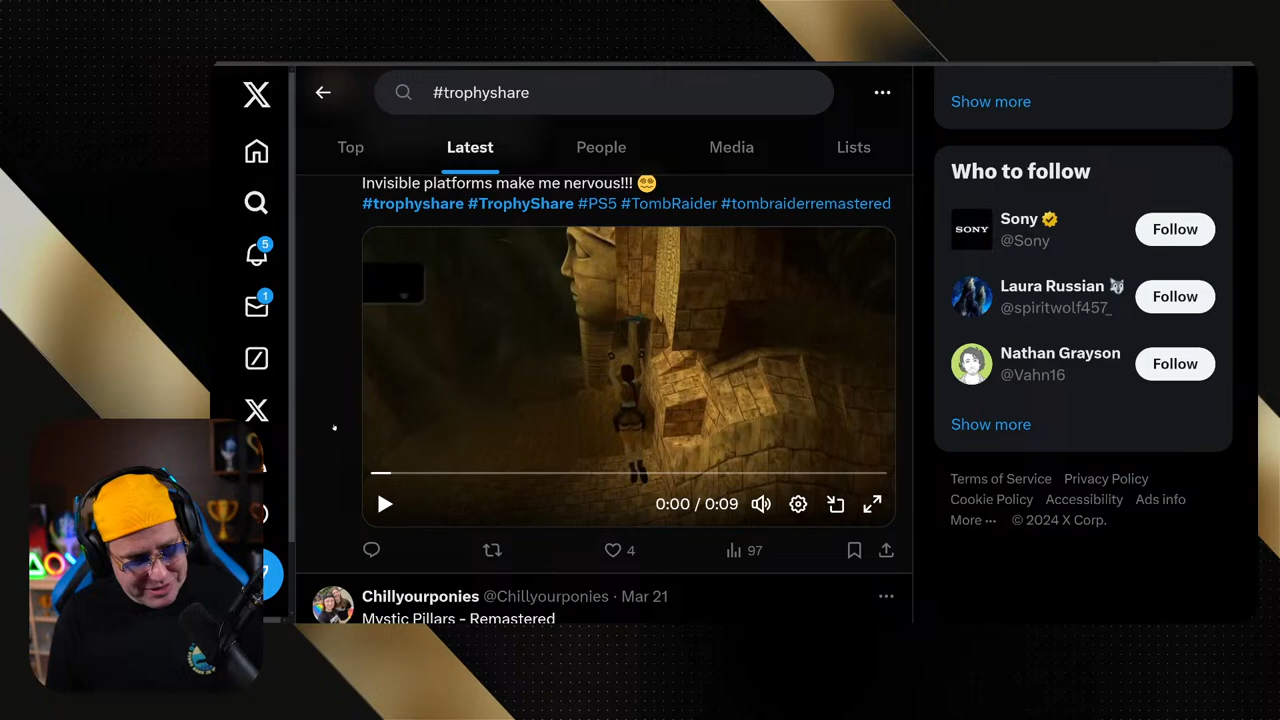 #trophyshare
Top
Latest
People
Media
Lists
5
1
Invisible platforms make me nervous!!!
#trophyshare #TrophyShare #PS5 #TombRaider #tombraiderremastered
0:00 / 0:09
4
97
Chillyourponies @Chillyourponies · Mar 21
Mystic Pillars - Remastered
Show more
Who to follow
SONY
Sony
@Sony
Follow
Laura Russian
@spiritwolf457_
Follow
Nathan Grayson
@Vahn16
Follow
Show more
Terms of Service Privacy Policy
Cookie Policy Accessibility Ads info
More ··· © 2024 X Corp.